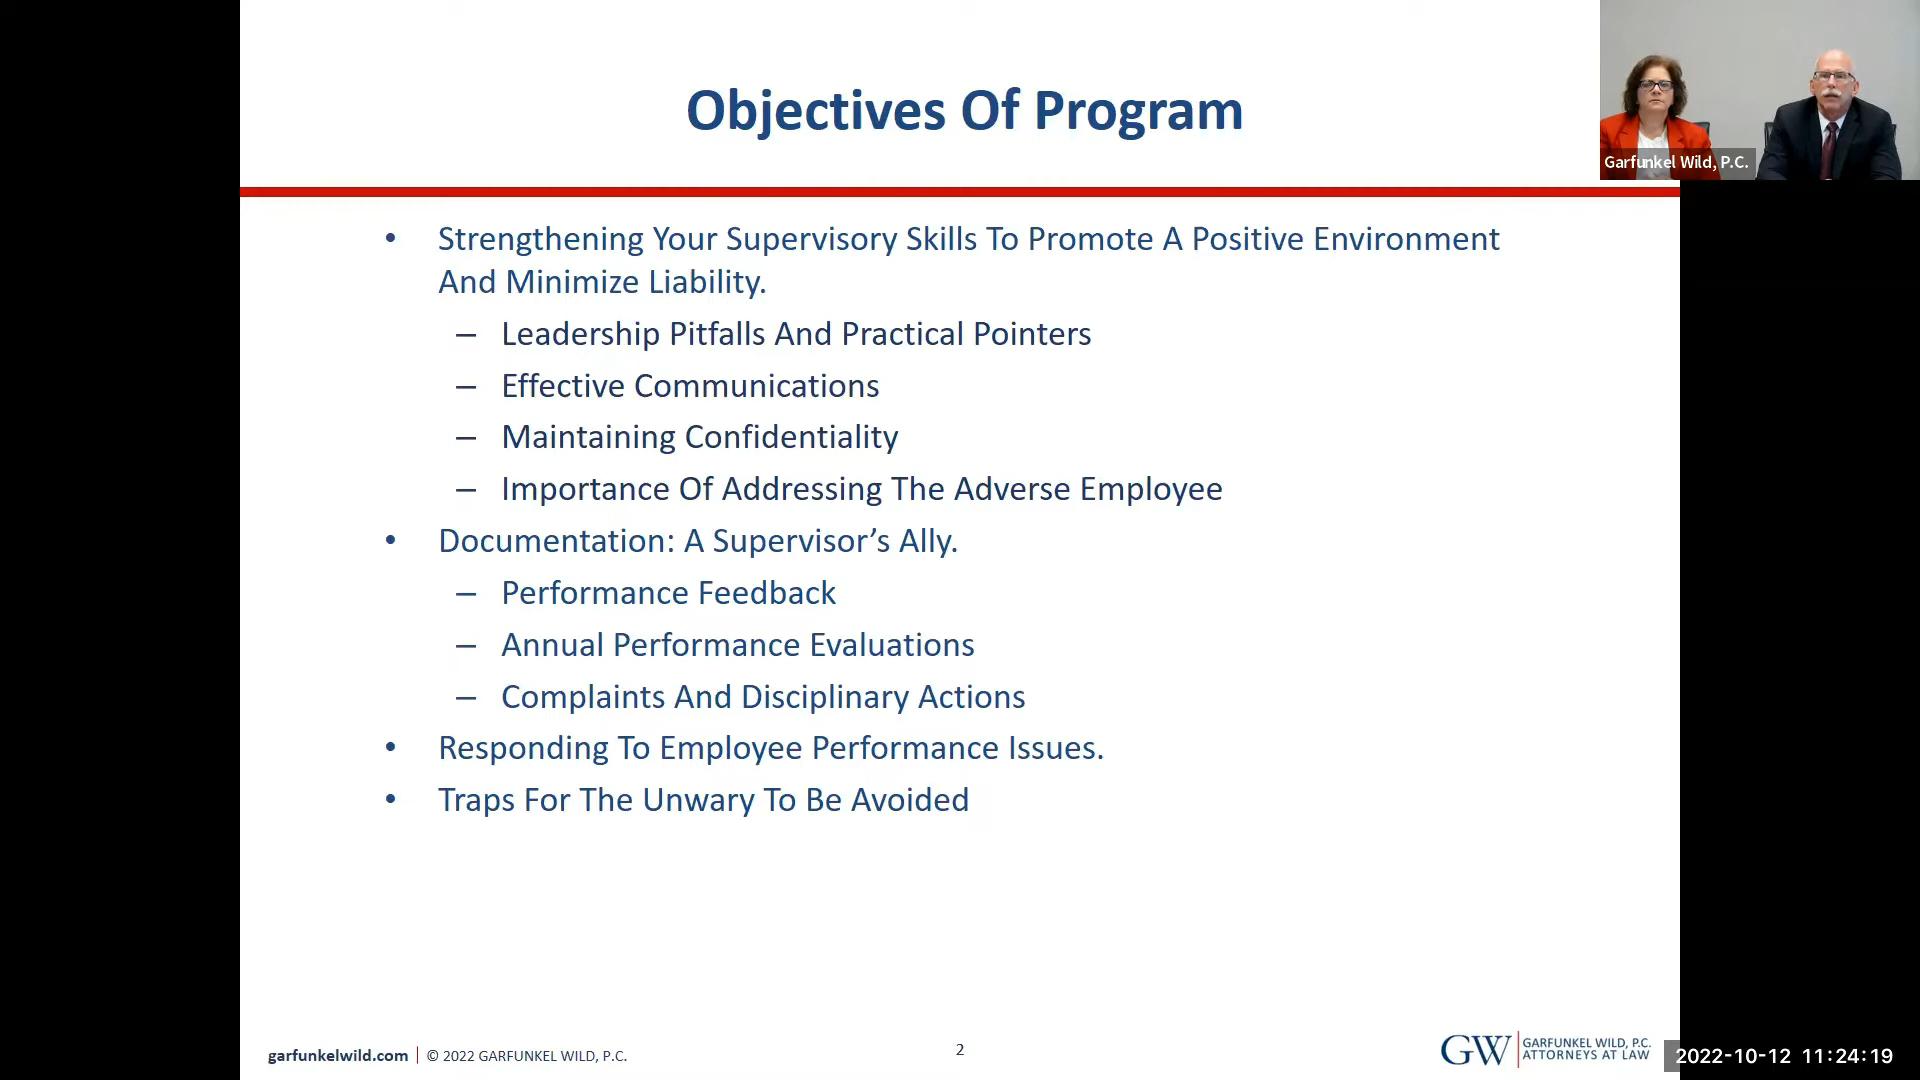 Objectives Of Program
Garfunkel Wild, P.C.
• Strengthening Your Supervisory Skills To Promote A Positive Environment
And Minimize Liability.
– Leadership Pitfalls And Practical Pointers
– Effective Communications
– Maintaining Confidentiality
– Importance Of Addressing The Adverse Employee
• Documentation: A Supervisor’s Ally.
– Performance Feedback
– Annual Performance Evaluations
– Complaints And Disciplinary Actions
• Responding To Employee Performance Issues.
• Traps For The Unwary To Be Avoided
garfunkelwild.com | © 2022 GARFUNKEL WILD, P.C.
2
GW
GARFUNKEL WILD, P.C.
ATTORNEYS AT LAW
2022-10-12 11:24:19